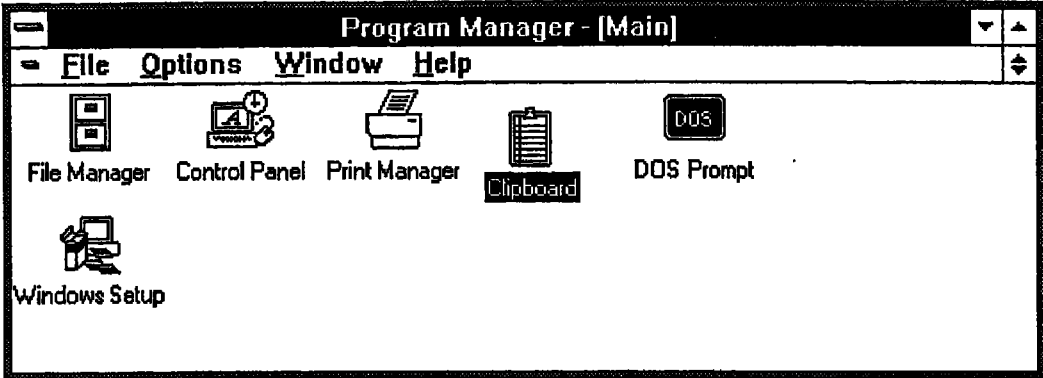 Program Manager - [Main]
File Options Window Help
DOS
File Manager Control Panel Print Manager Clipboard DOS Prompt
Windows Setup